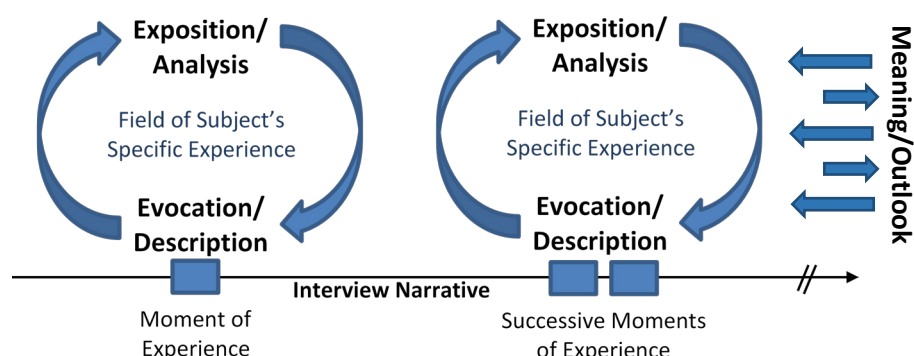 Exposition/
Analysis
Field of Subject's
Specific Experience
Evocation/
Description
Exposition/
Analysis
Field of Subject's
Specific Experience
Evocation/
Description
Meaning/Outlook
Interview Narrative
Moment of
Experience
Successive Moments
of Experience